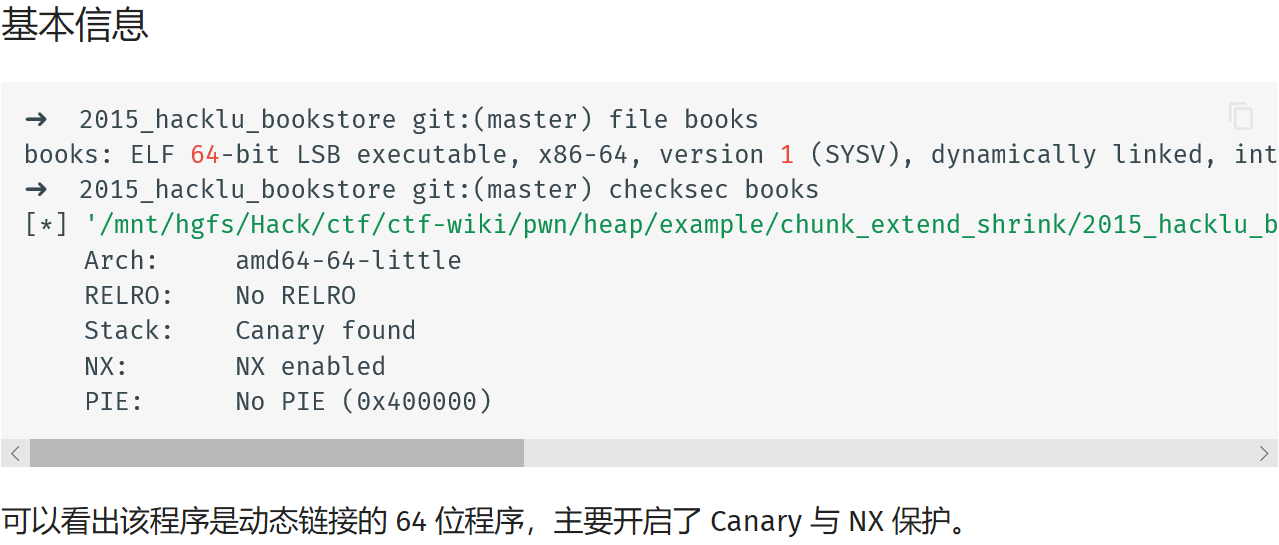 基本信息
➜  2015_hacklu_bookstore git:(master) file books
books: ELF 64-bit LSB executable, x86-64, version 1 (SYSV), dynamically linked, int
➜  2015_hacklu_bookstore git:(master) checksec books
[*] '/mnt/hgfs/Hack/ctf/ctf-wiki/pwn/heap/example/chunk_extend_shrink/2015_hacklu_b
    Arch:     amd64-64-little
    RELRO:    No RELRO
    Stack:    Canary found
    NX:       NX enabled
    PIE:      No PIE (0x400000)
可以看出该程序是动态链接的 64 位程序，主要开启了 Canary 与 NX 保护。